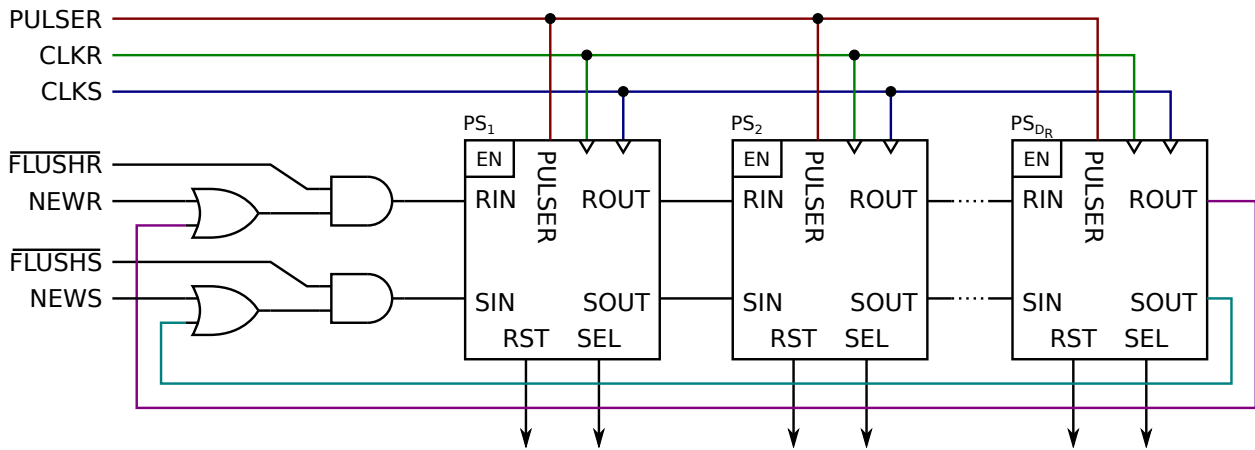 PULSER
CLKR
CLKS
PS1 PS2 PSDR
EN EN EN
FLUSHR
NEWR
FLUSHS
NEWS
PULSER PULSER PULSER
RIN ROUT RIN ROUT RIN ROUT
SIN SOUT SIN SOUT SIN SOUT
RST SEL RST SEL RST SEL